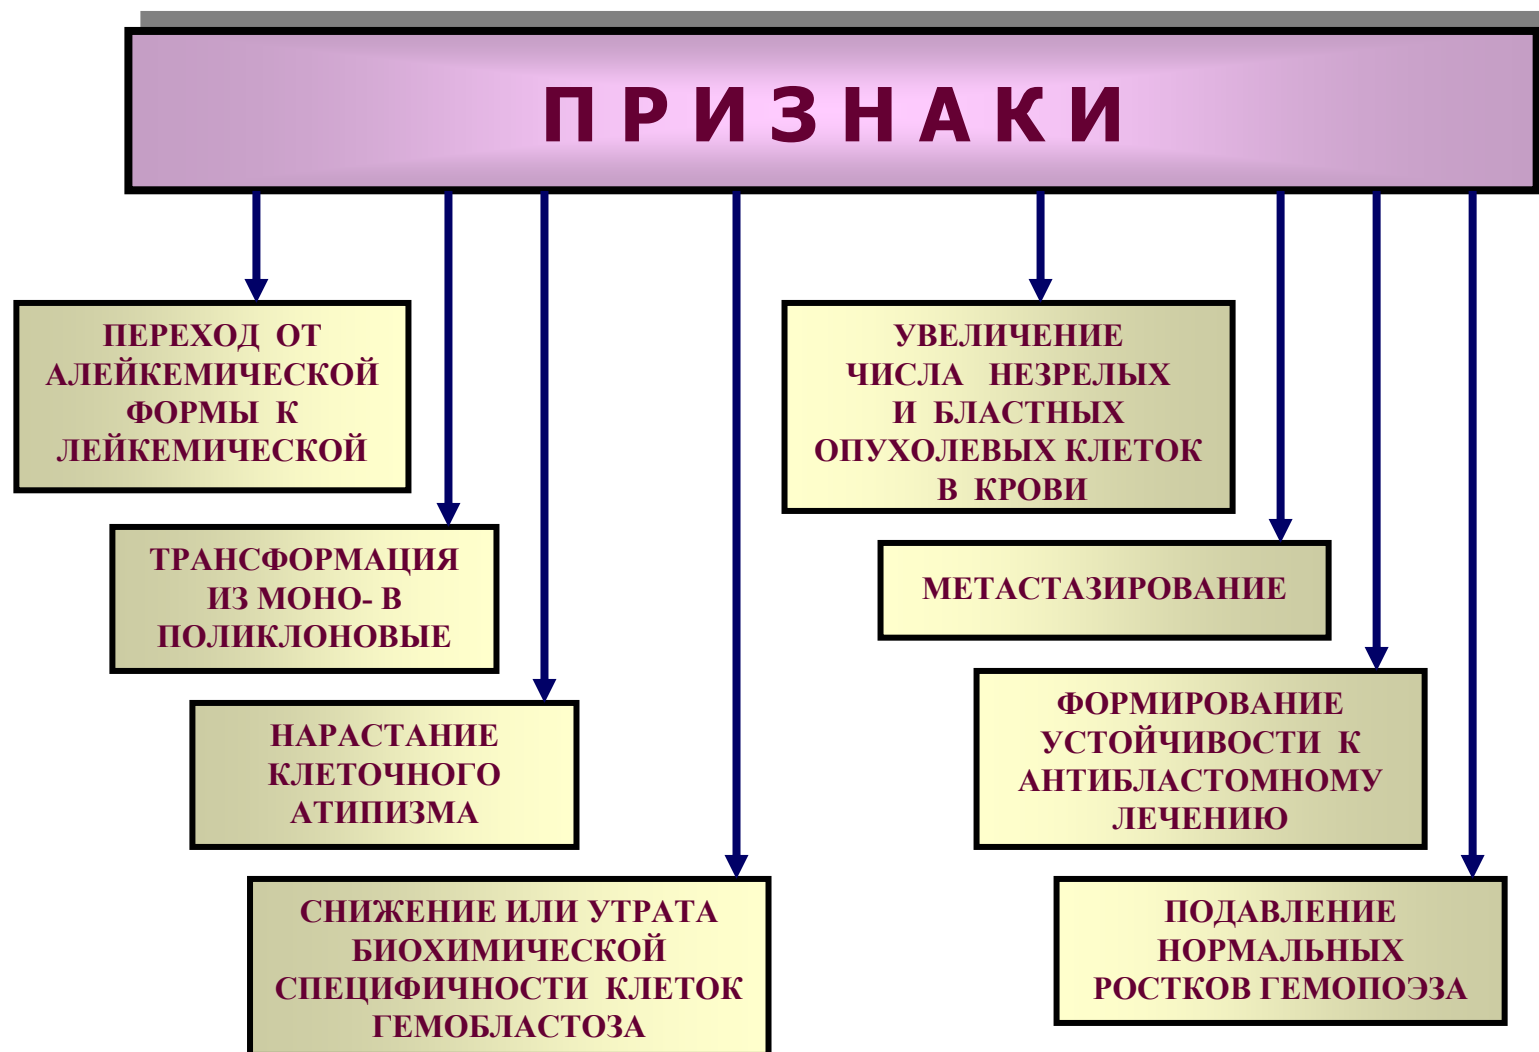 ПРИЗНАКИ
ПЕРЕХОД ОТ
АЛЕЙКЕМИЧЕСКОЙ
ФОРМЫ К
ЛЕЙКЕМИЧЕСКОЙ
ТРАНСФОРМАЦИЯ
ИЗ МОНО- В
ПОЛИКЛОНОВЫЕ
НАРАСТАНИЕ
КЛЕТОЧНОГО
АТИПИЗМА
СНИЖЕНИЕ ИЛИ УТРАТА
БИОХИМИЧЕСКОЙ
СПЕЦИФИЧНОСТИ КЛЕТОК
ГЕМОБЛАСТОЗА
УВЕЛИЧЕНИЕ
ЧИСЛА НЕЗРЕЛЫХ
И БЛАСТНЫХ
ОПУХОЛЕВЫХ КЛЕТОК
В КРОВИ
МЕТАСТАЗИРОВАНИЕ
ФОРМИРОВАНИЕ
УСТОЙЧИВОСТИ К
АНТИБЛАСТОМНОМУ
ЛЕЧЕНИЮ
ПОДАВЛЕНИЕ
НОРМАЛЬНЫХ
РОСТКОВ ГЕМОПОЭЗА